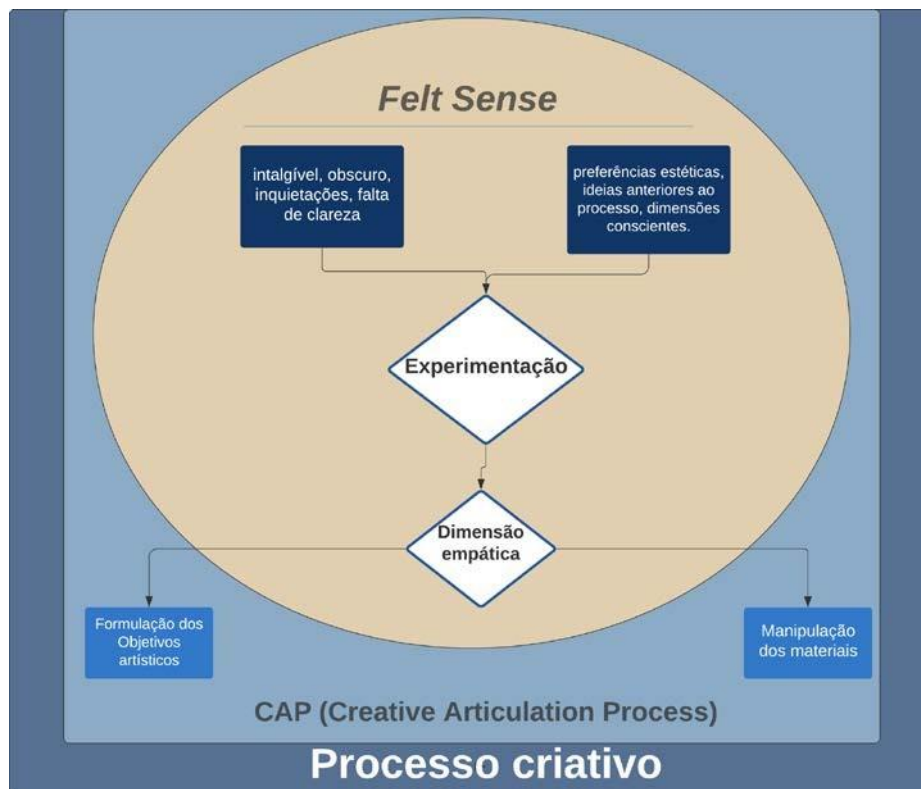 Felt Sense
intalgível, obscuro,
inquietações, falta
de clareza
preferências estéticas,
ideias anteriores ao
processo, dimensões
conscientes.
Experimentação
Dimensão
empática
Formulação dos
Objetivos
artísticos
Manipulação
dos materiais
CAP (Creative Articulation Process)
Processo criativo